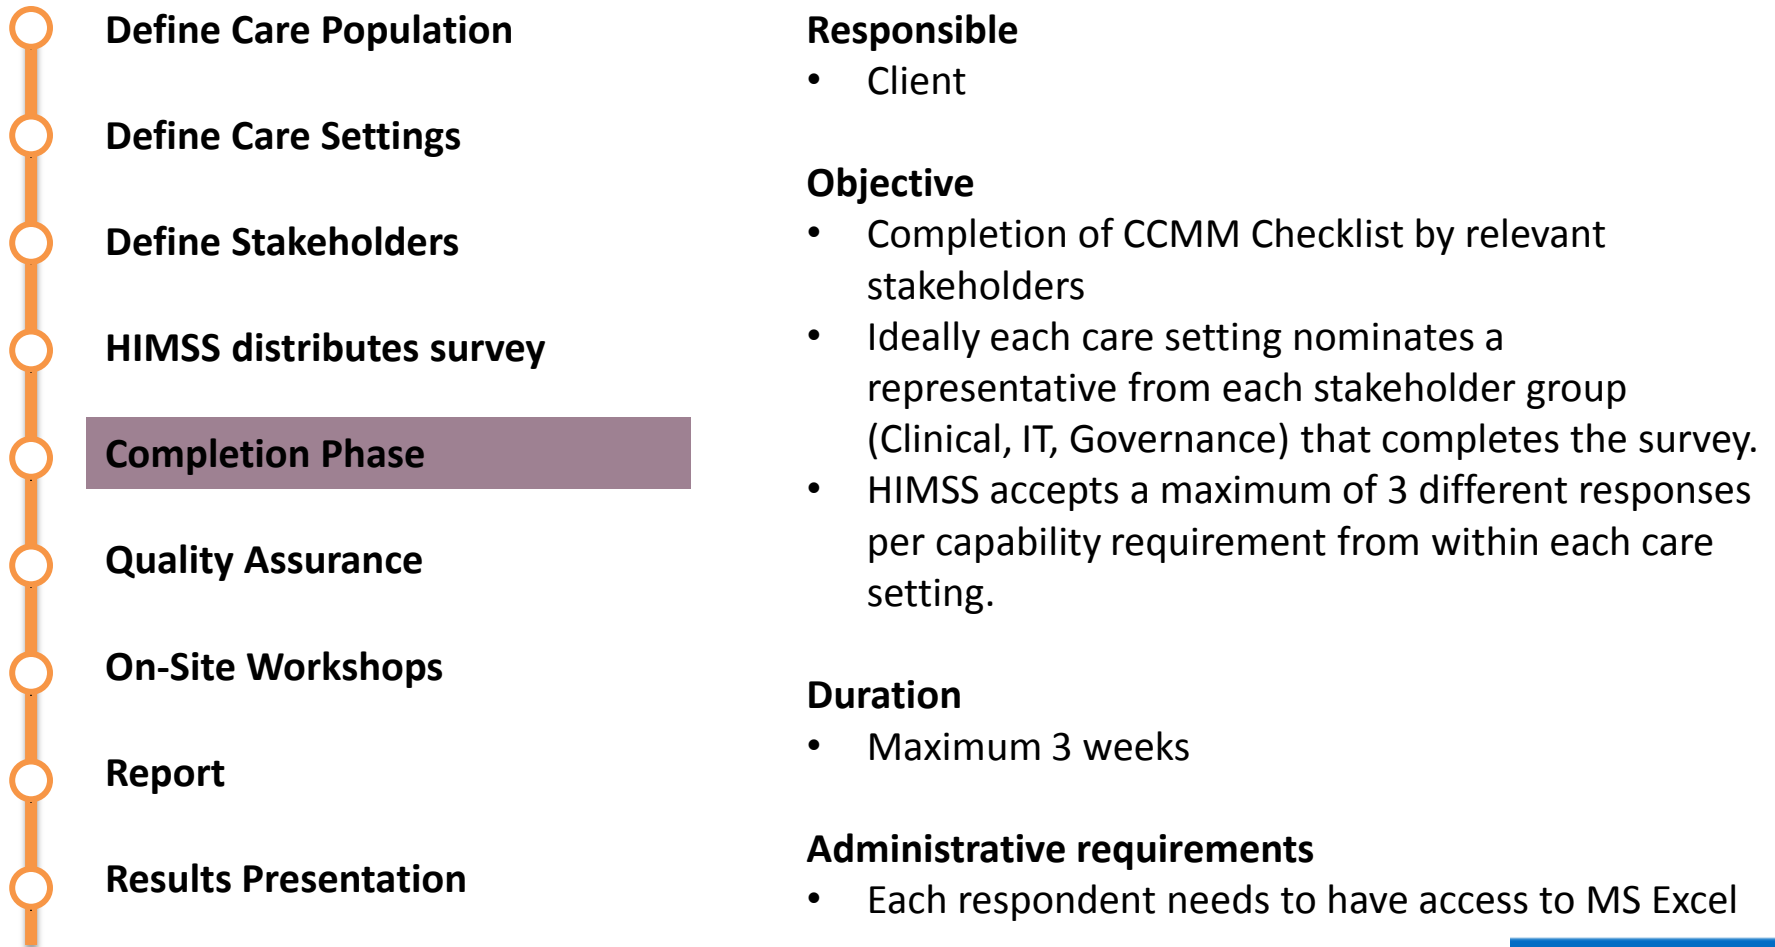 Define Care Population
Define Care Settings
Define Stakeholders
HIMSS distributes survey
Completion Phase
Quality Assurance
On-Site Workshops
Report
Results Presentation
Responsible
• Client
Objective
• Completion of CCMM Checklist by relevant
stakeholders
• Ideally each care setting nominates a
representative from each stakeholder group
(Clinical, IT, Governance) that completes the survey.
• HIMSS accepts a maximum of 3 different responses
per capability requirement from within each care
setting.
Duration
• Maximum 3 weeks
Administrative requirements
• Each respondent needs to have access to MS Excel